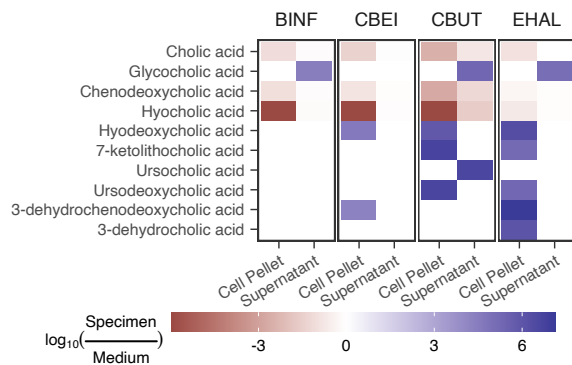 BINF CBEI CBUT EHAL
Cholic acid
Glycocholic acid
Chenodeoxycholic acid
Hyocholic acid
Hyodeoxycholic acid
7-ketolithocholic acid
Ursocholic acid
Ursodeoxycholic acid
3-dehydrochenodeoxycholic acid
3-dehydrocholic acid
Cell Pellet Supernatant Cell Pellet Supernatant Cell Pellet Supernatant Cell Pellet Supernatant
log₁₀(Specimen/Medium)
-3 0 3 6